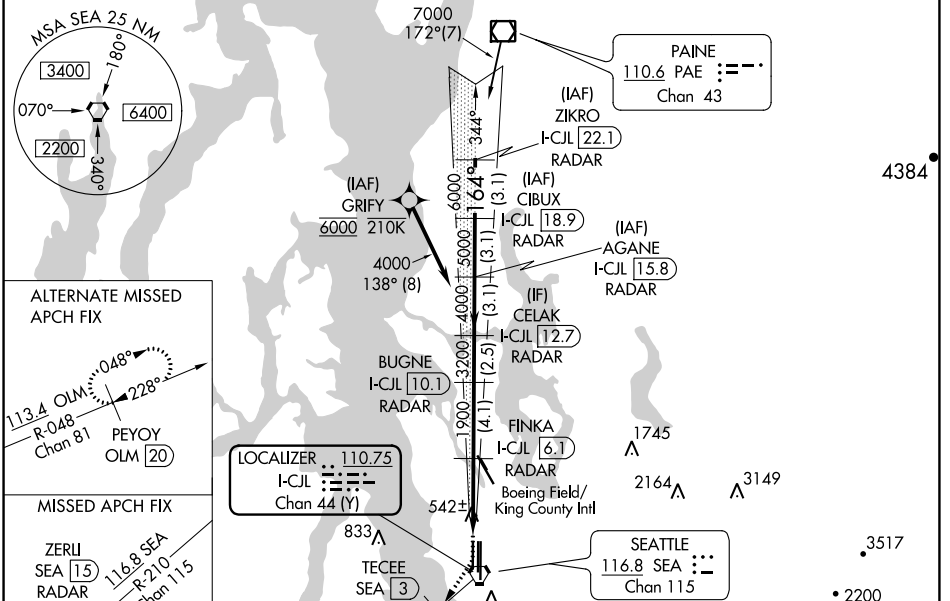 MSA SEA 25 NM
180°
3400
070°
6400
2200
340°
7000
172°(7)
PAINE
110.6 PAE
Chan 43
344°
(IAF)
ZIKRO
I-CJL 22.1
RADAR
4384
6000
164°
(3.1)
(IAF)
GRIFY
6000 210K
(IAF)
CIBUX
I-CJL 18.9
RADAR
5000
(3.1)
4000
138° (8)
(IAF)
AGANE
I-CJL 15.8
RADAR
4000
(3.1)
(IF)
CELAK
I-CJL 12.7
RADAR
3200
(2.5)
BUGNE
I-CJL 10.1
RADAR
1900
(4.1)
FINKA
I-CJL 6.1
RADAR
Boeing Field/
King County Intl
1745
2164
3149
542±
833
3517
2200
ALTERNATE MISSED
APCH FIX
048°
228°
113.4 OLM
R-048
Chan 81
PEYOY
OLM 20
LOCALIZER 110.75
I-CJL
Chan 44 (Y)
MISSED APCH FIX
ZERLI
SEA 15
RADAR
116.8 SEA
R-210
Chan 115
TECEE
SEA 3
SEATTLE
116.8 SEA
Chan 115